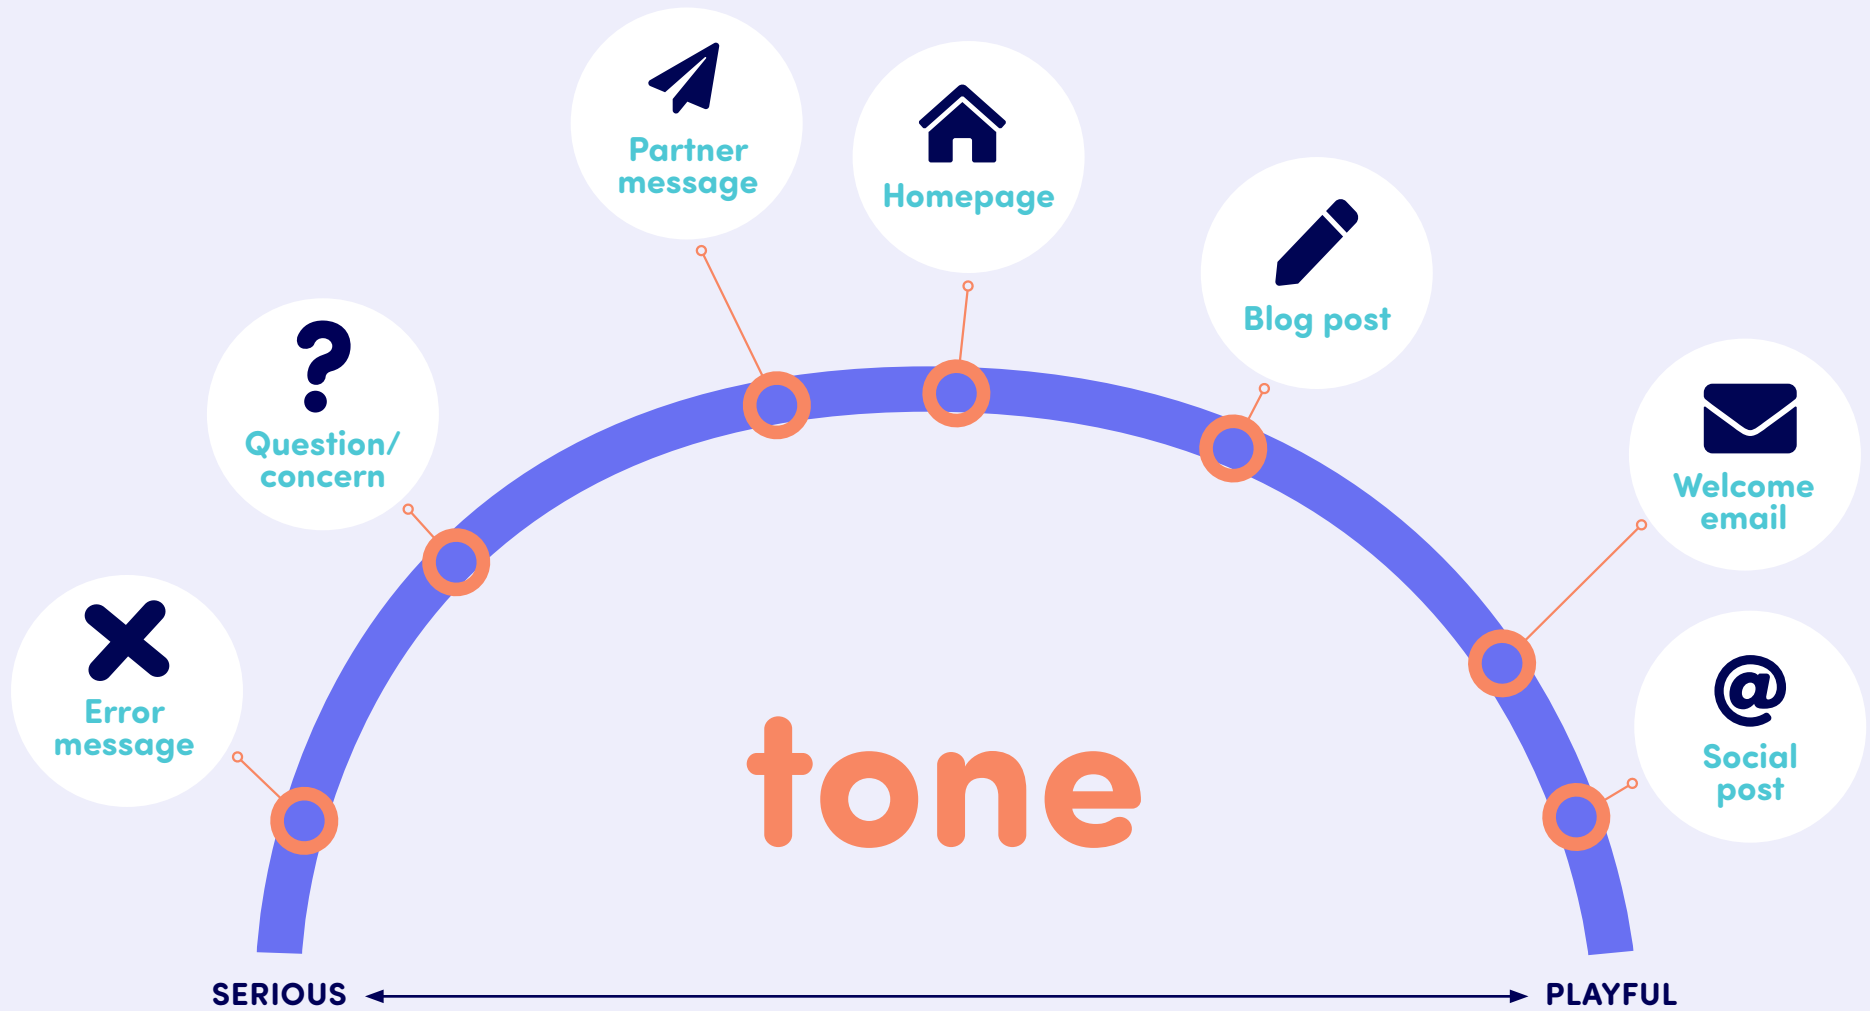 Partner
message
Homepage
Blog post
Question/
concern
Welcome
email
Error
message
Social
post
tone
SERIOUS
PLAYFUL